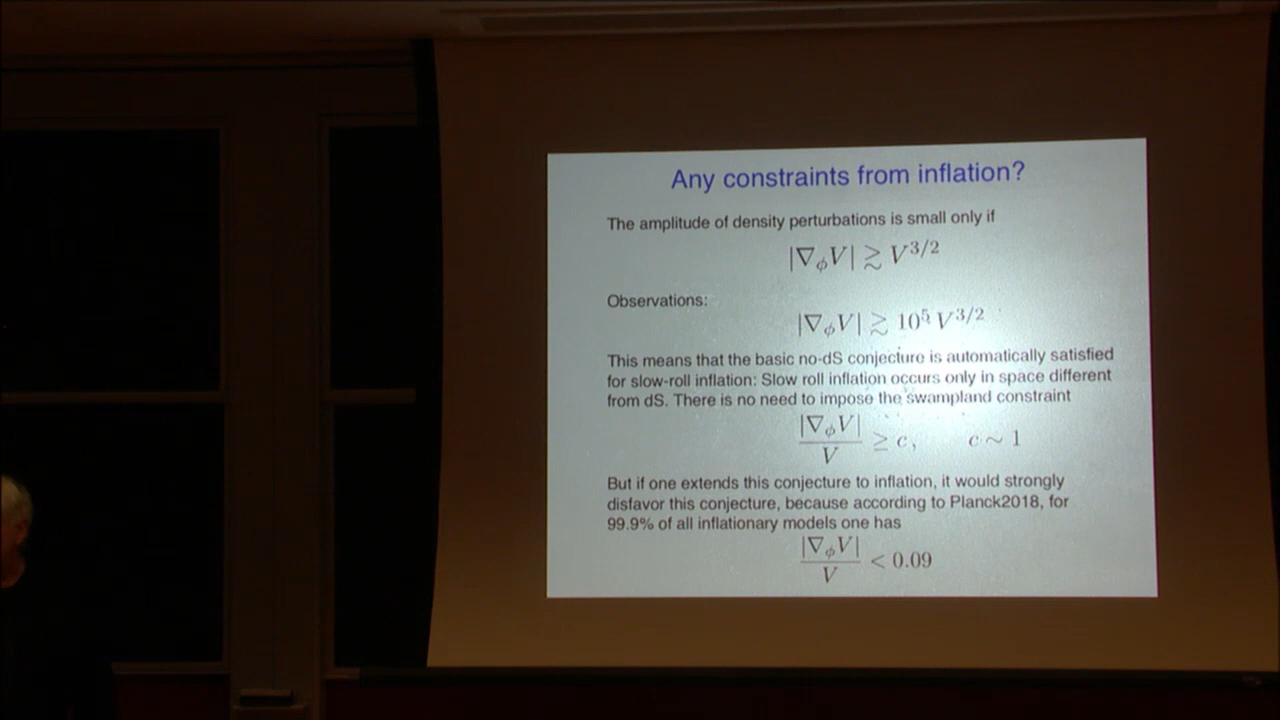 Any constraints from inflation?
The amplitude of density perturbations is small only if
|∇_ϕ V| ≳ V^{3/2}
Observations:
|∇_ϕ V| ≳ 10^5 V^{3/2}
This means that the basic no-dS conjecture is automatically satisfied
for slow-roll inflation: Slow roll inflation occurs only in space different
from dS. There is no need to impose the swampland constraint
|∇_ϕ V| / V ≥ c, c ∼ 1
But if one extends this conjecture to inflation, it would strongly
disfavor this conjecture, because according to Planck2018, for
99.9% of all inflationary models one has
|∇_ϕ V| / V < 0.09